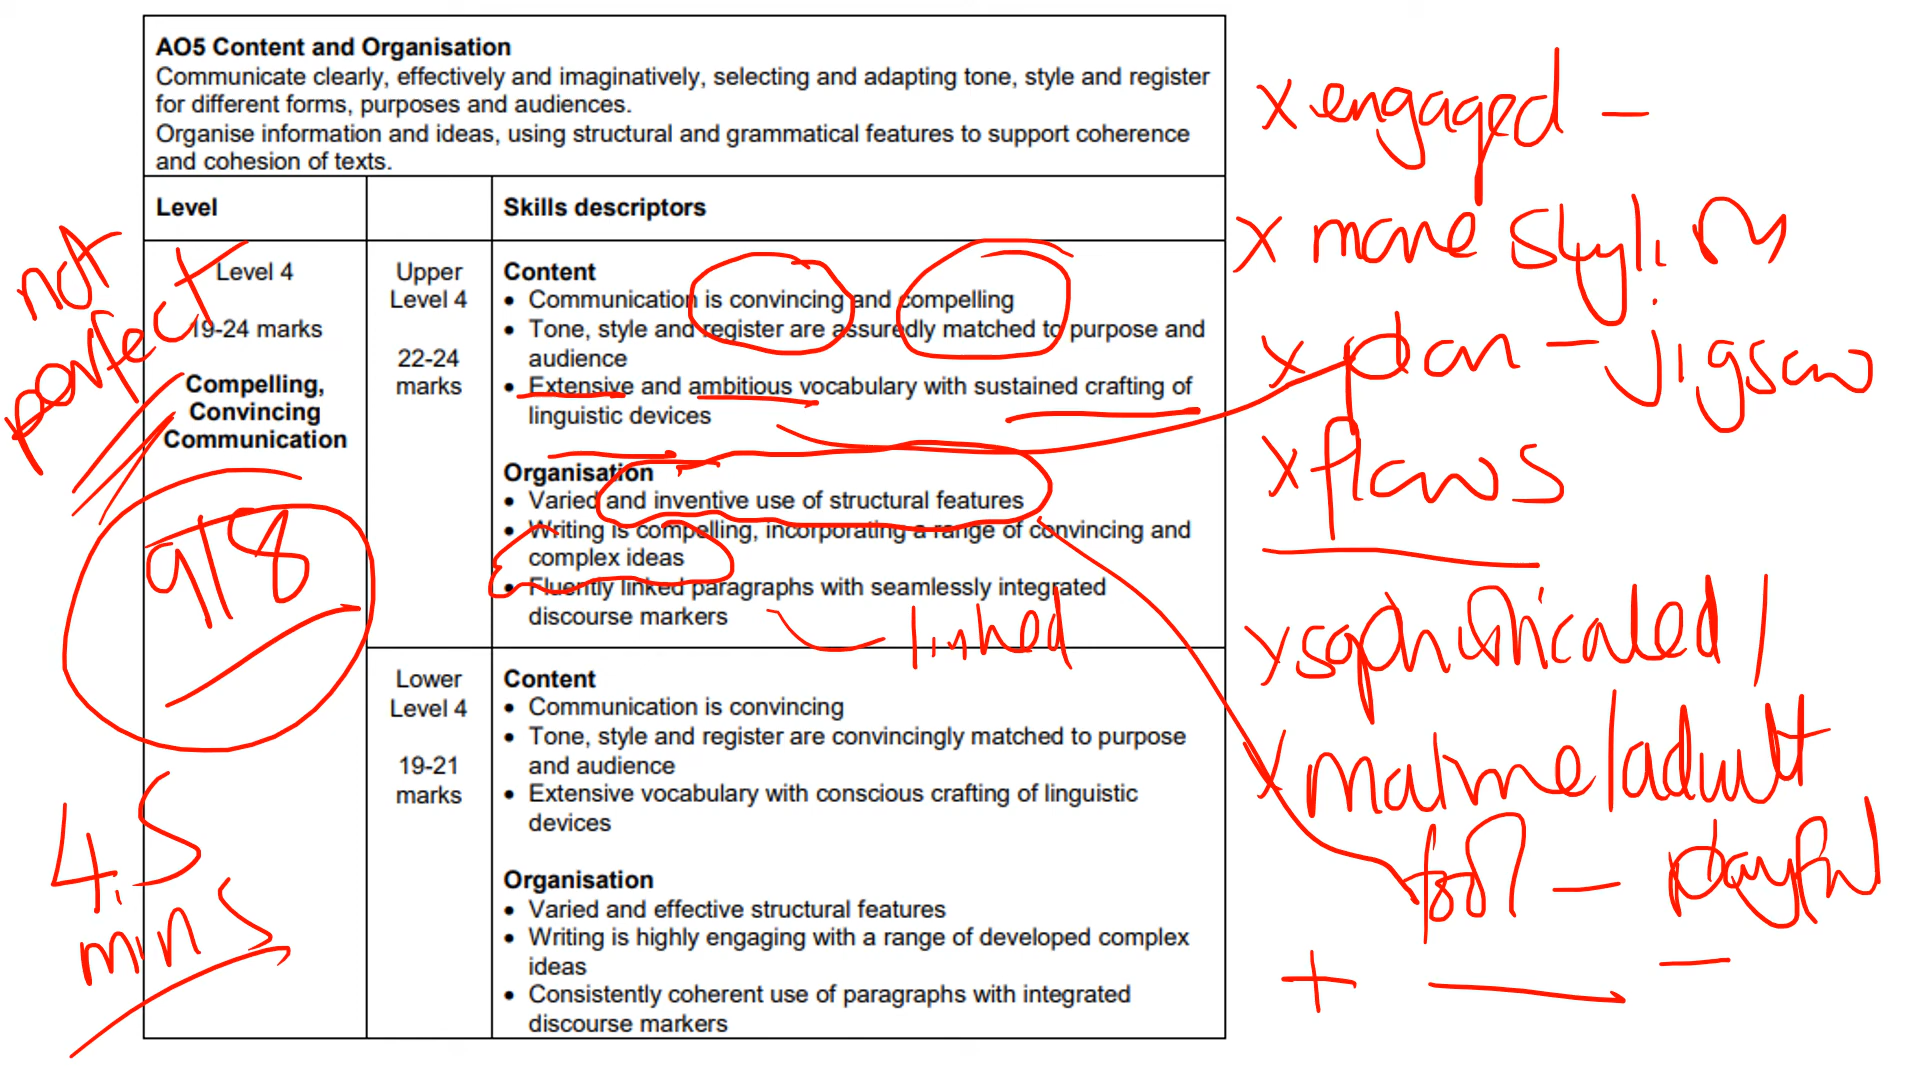 AO5 Content and Organisation
Communicate clearly, effectively and imaginatively, selecting and adapting tone, style and register
for different forms, purposes and audiences.
Organise information and ideas, using structural and grammatical features to support coherence
and cohesion of texts.
Level
Skills descriptors
Level 4
19-24 marks
Compelling,
Convincing
Communication
Upper
Level 4
22-24
marks
Content
• Communication is convincing and compelling
• Tone, style and register are assuredly matched to purpose and
audience
• Extensive and ambitious vocabulary with sustained crafting of
linguistic devices
Organisation
• Varied and inventive use of structural features
• Writing is compelling, incorporating a range of convincing and
complex ideas
• Fluently linked paragraphs with seamlessly integrated
discourse markers
Lower
Level 4
19-21
marks
Content
• Communication is convincing
• Tone, style and register are convincingly matched to purpose
and audience
• Extensive vocabulary with conscious crafting of linguistic
devices
Organisation
• Varied and effective structural features
• Writing is highly engaging with a range of developed complex
ideas
• Consistently coherent use of paragraphs with integrated
discourse markers
not
perfect
9/8
4.5
mins
linked
x engaged –
x more
x plan – jigsaw
x flaws
x sophisticated /
x mature/adult
– playful
+